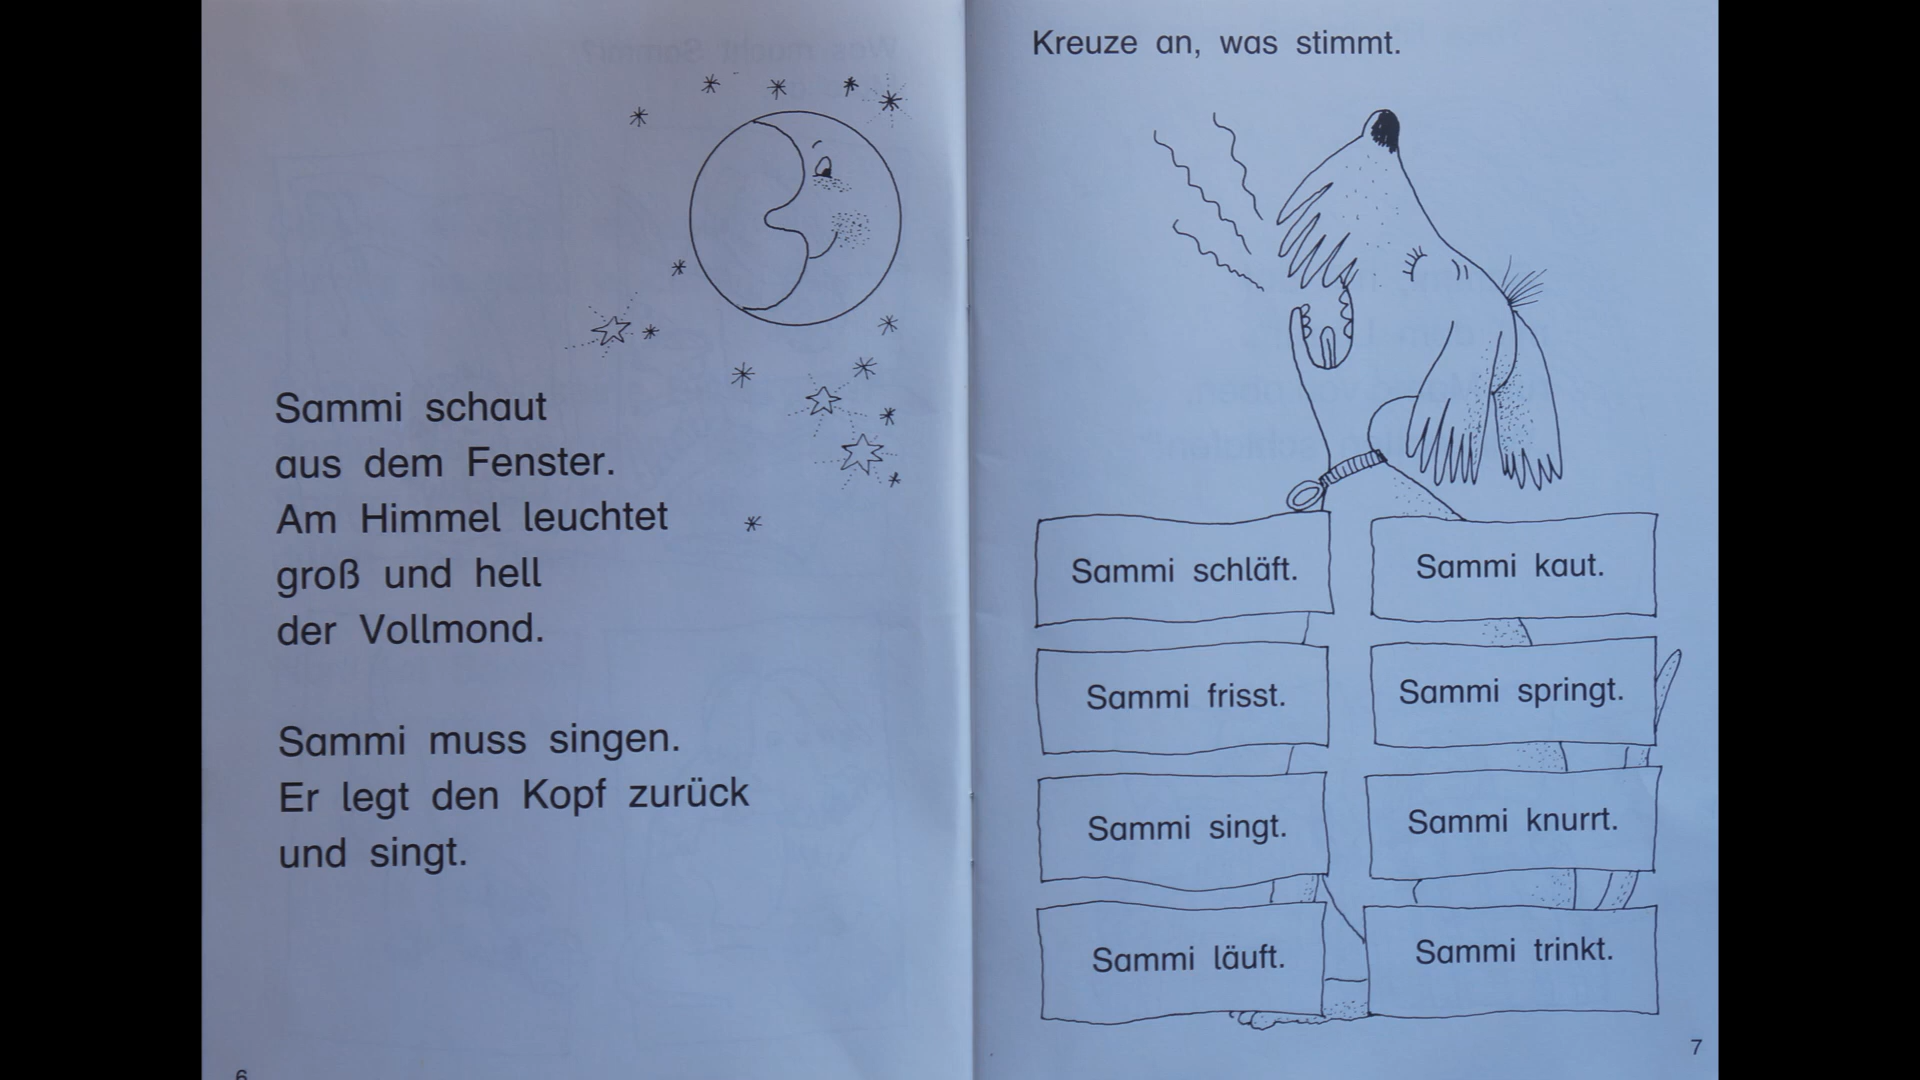 Sammi schaut
aus dem Fenster.
Am Himmel leuchtet
groß und hell
der Vollmond.
Sammi muss singen.
Er legt den Kopf zurück
und singt.
6
Kreuze an, was stimmt.
Sammi schläft.
Sammi kaut.
Sammi frisst.
Sammi springt.
Sammi singt.
Sammi knurrt.
Sammi läuft.
Sammi trinkt.
7